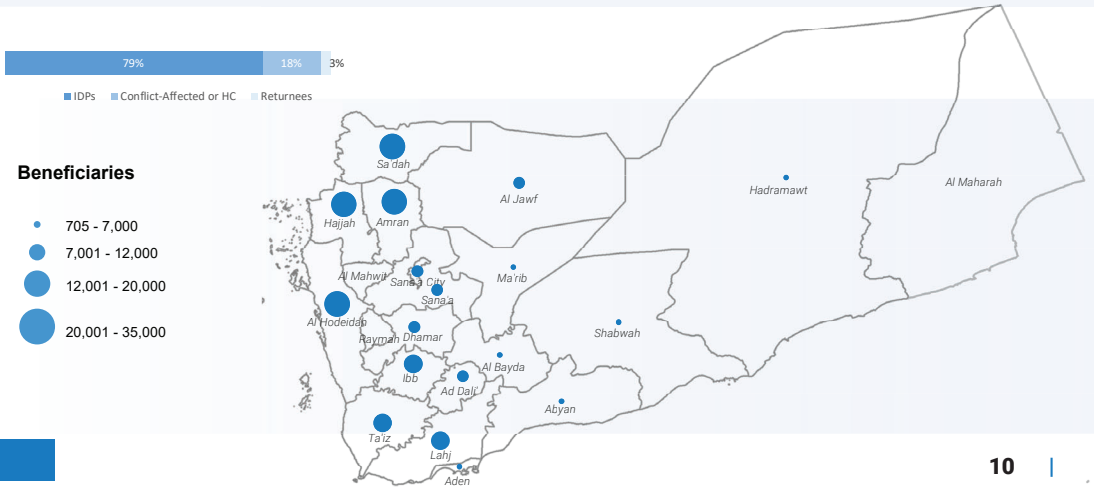 79% 18% 3%
IDPs Conflict-Affected or HC Returnees
Beneficiaries
705 - 7,000
7,001 - 12,000
12,001 - 20,000
20,001 - 35,000
Sa'dah
Al Jawf
Hadramawt
Al Maharah
Hajjah
Amran
Al Mahwit
Sana'a City
Ma'rib
Sana'a
Al Hodeidah
Raymah
Dhamar
Shabwah
Ibb
Al Bayda
Ad Dali'
Abyan
Ta'iz
Lahj
Aden
10 |